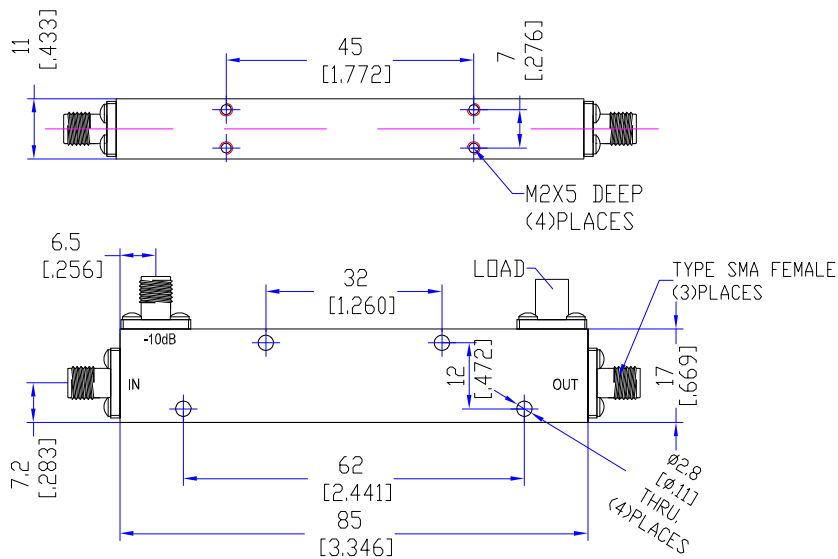 11
[.433]
45
[1.772]
7
[.276]
M2X5 DEEP
(4)PLACES
6.5
[.256]
32
[1.260]
LOAD
TYPE SMA FEMALE
(3)PLACES
-10dB
IN
12
[.472]
OUT
17
[.669]
7.2
[.283]
62
[2.441]
85
[3.346]
ø2.8
[ø.11]
THRU.
(4)PLACES